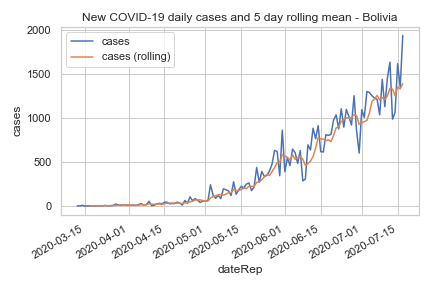 New COVID-19 daily cases and 5 day rolling mean - Bolivia
cases
cases (rolling)
2000
1500
1000
500
0
cases
2020-03-15
2020-04-01
2020-04-15
2020-05-01
2020-05-15
2020-06-01
2020-06-15
2020-07-01
2020-07-15
dateRep